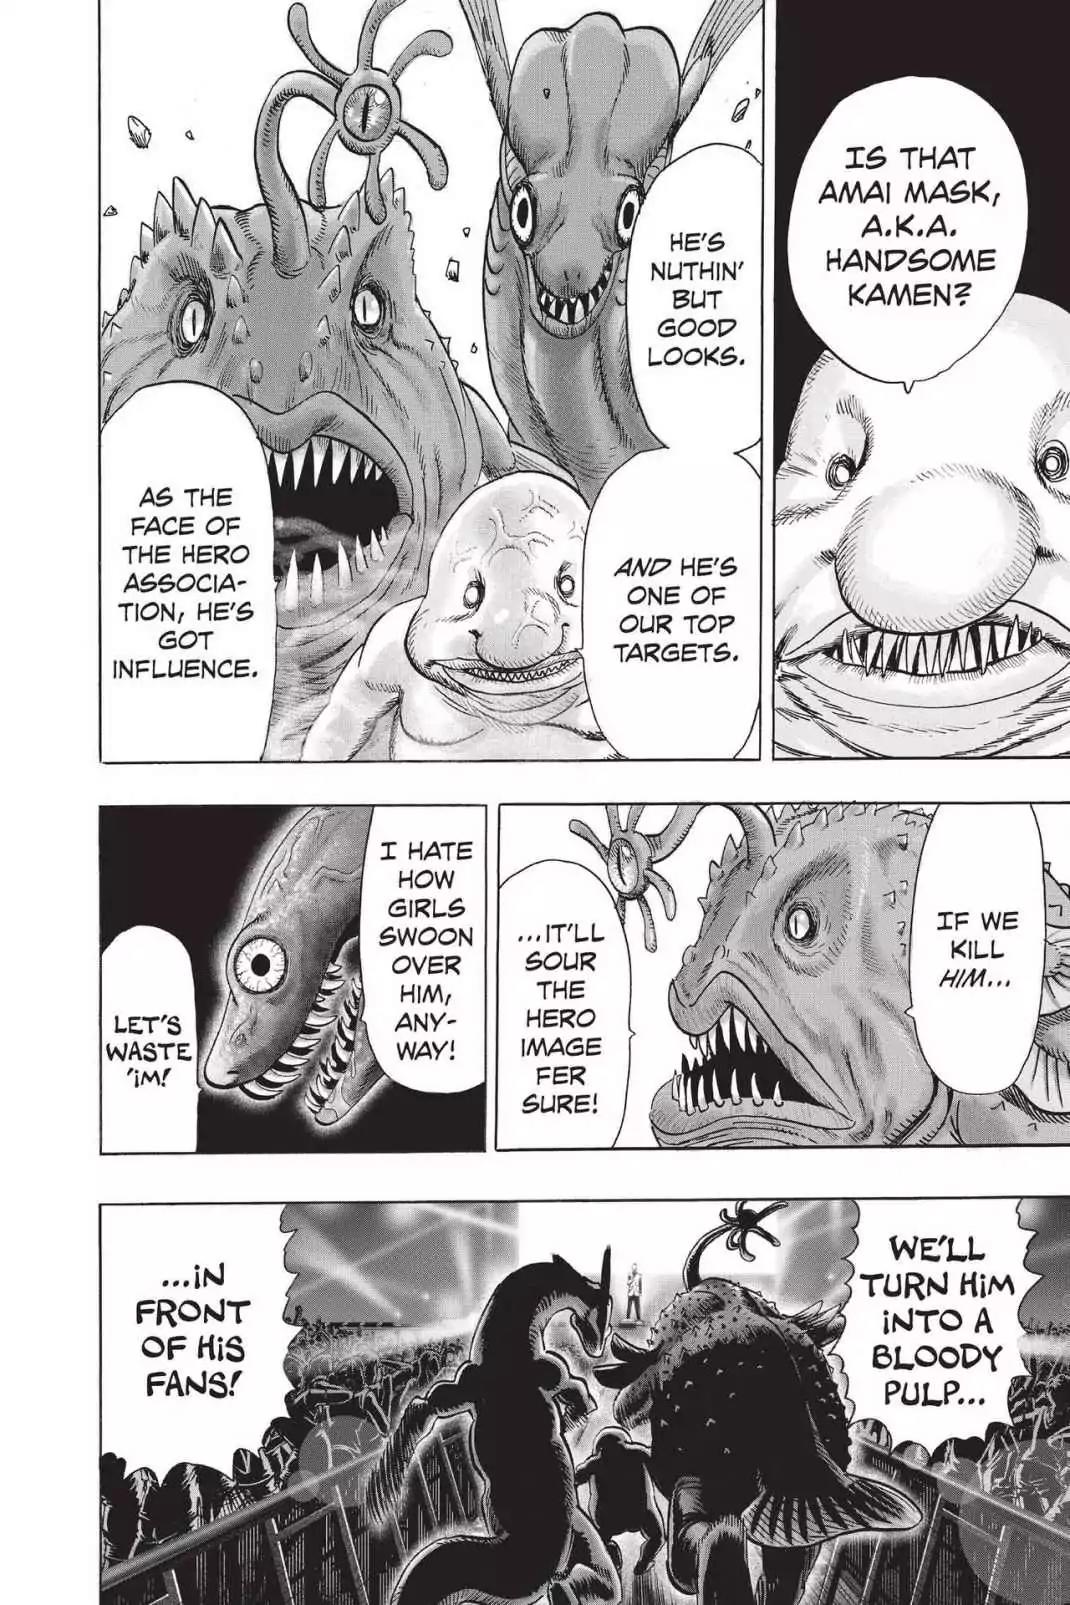 IS THAT
AMAI MASK,
A.K.A.
HANDSOME
KAMEN?
HE'S
NUTHIN'
BUT
GOOD
LOOKS.
AND HE'S
ONE OF
OUR TOP
TARGETS.
AS THE
FACE OF
THE HERO
ASSOCIA-
TION, HE'S
GOT
INFLUENCE.
IF WE
KILL
HIM...
...IT'LL
SOUR
THE
HERO
IMAGE
FER
SURE!
I HATE
HOW
GIRLS
SWOON
OVER
HIM,
ANY-
WAY!
LET'S
WASTE
'IM!
WE'LL
TURN HIM
INTO A
BLOODY
PULP...
...IN
FRONT
OF HIS
FANS!